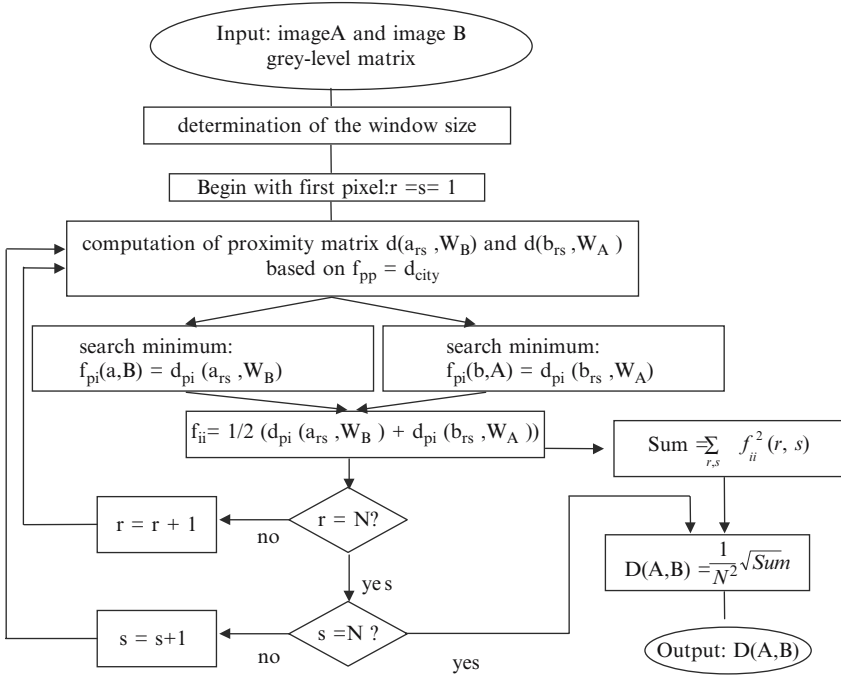 Input: imageA and image B
grey-level matrix
determination of the window size
Begin with first pixel:r =s= 1
computation of proximity matrix d(a_rs ,W_B) and d(b_rs ,W_A )
based on f_pp = d_city
search minimum:
f_pi(a,B) = d_pi (a_rs ,W_B)
search minimum:
f_pi(b,A) = d_pi (b_rs ,W_A)
f_ii= 1/2 (d_pi (a_rs , W_B ) + d_pi (b_rs , W_A ))
Sum =∑_r,s f_ii^2 (r, s)
r = N?
no
r = r + 1
yes
D(A,B) = 1/N^2 √Sum
s =N ?
no
s = s+1
yes
Output: D(A,B)